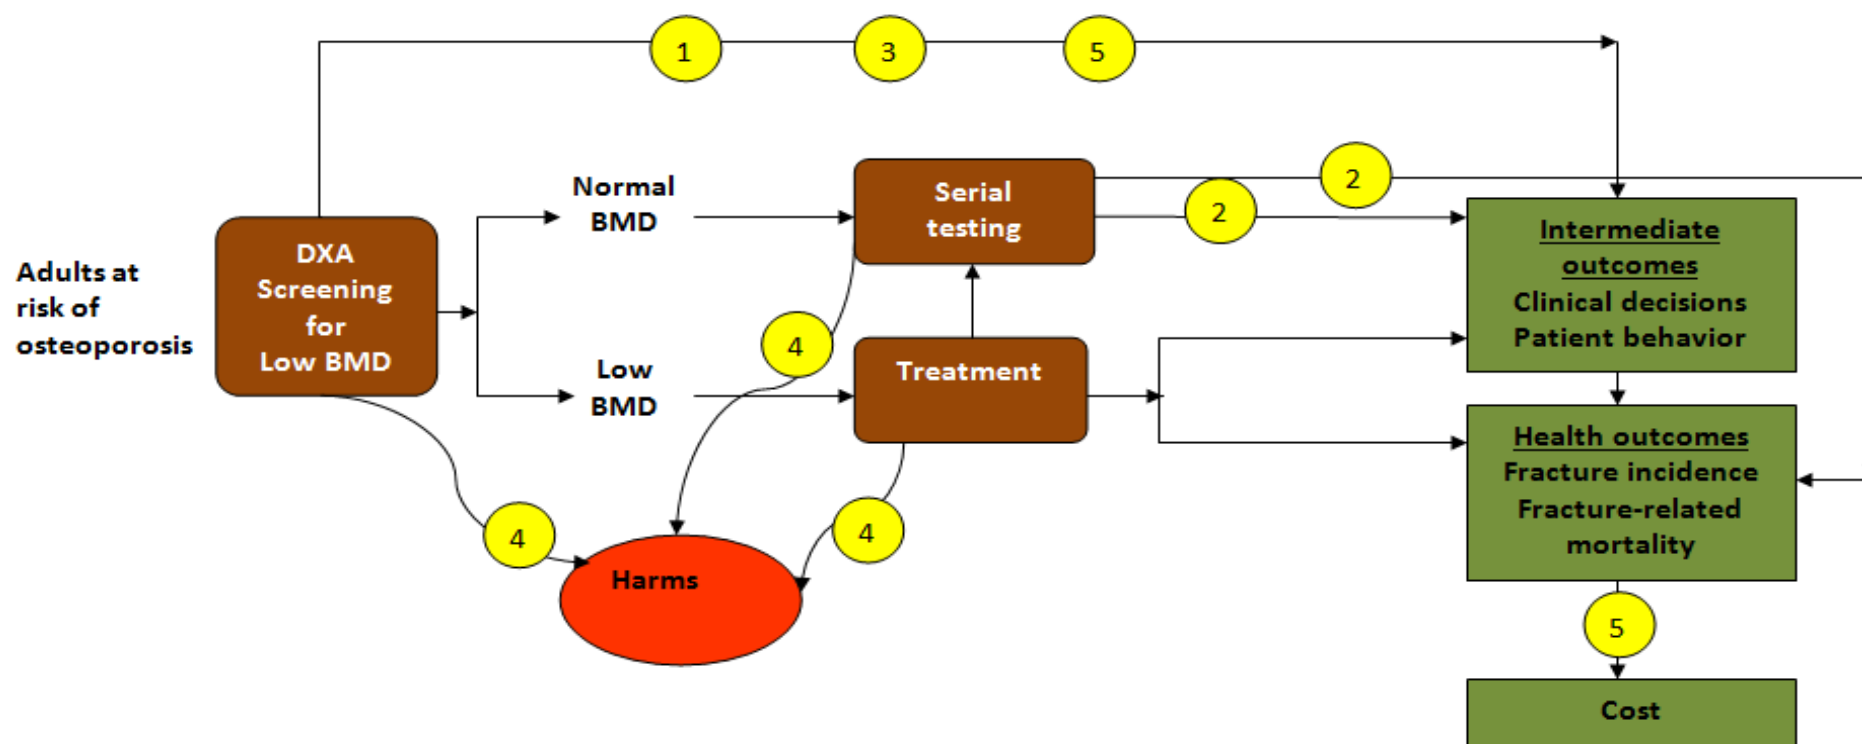 1
3
5
Adults at
risk of
osteoporosis
DXA
Screening
for
Low BMD
Normal
BMD
Low
BMD
Serial
testing
Treatment
2
2
4
4
4
Harms
Intermediate
outcomes
Clinical decisions
Patient behavior
Health outcomes
Fracture incidence
Fracture-related
mortality
5
Cost